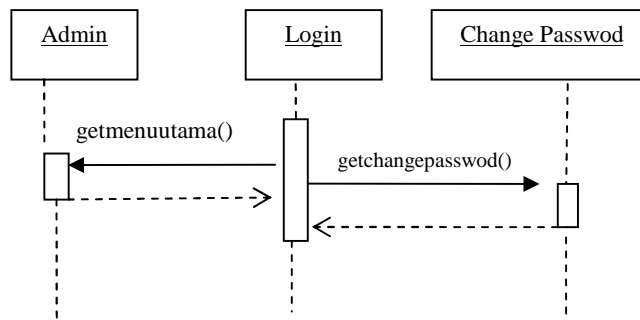 Admin
Login
Change Passwod
getmenuutama()
getchangepasswod()